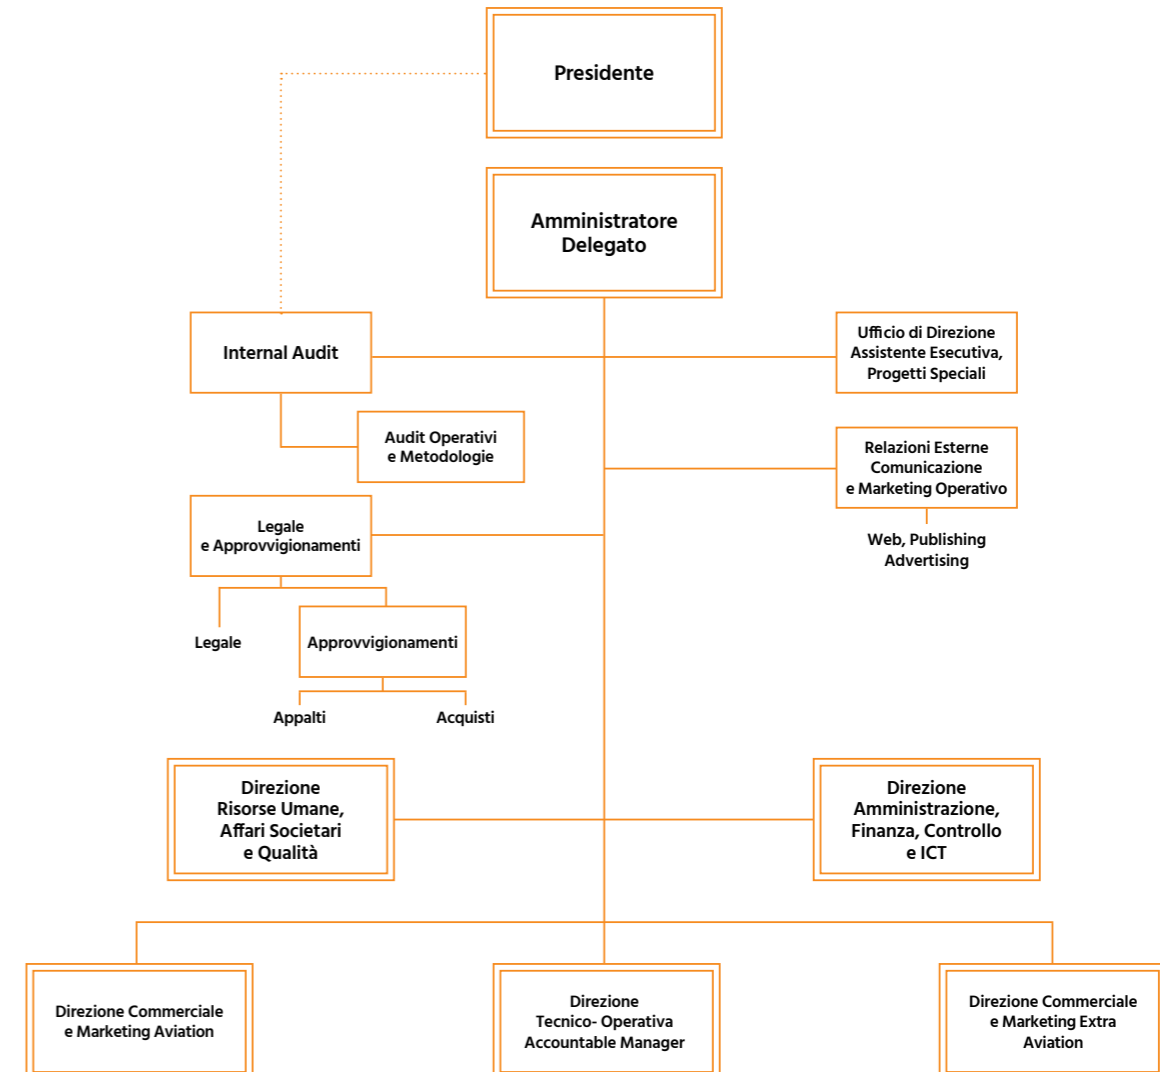 Presidente
Amministratore
Delegato
Internal Audit
Ufficio di Direzione
Assistente Esecutiva,
Progetti Speciali
Audit Operativi
e Metodologie
Relazioni Esterne
Comunicazione
e Marketing Operativo
Web, Publishing
Advertising
Legale
e Approvvigionamenti
Legale
Approvvigionamenti
Appalti
Acquisti
Direzione
Risorse Umane,
Affari Societari
e Qualità
Direzione
Amministrazione,
Finanza, Controllo
e ICT
Direzione Commerciale
e Marketing Aviation
Direzione
Tecnico- Operativa
Accountable Manager
Direzione Commerciale
e Marketing Extra
Aviation